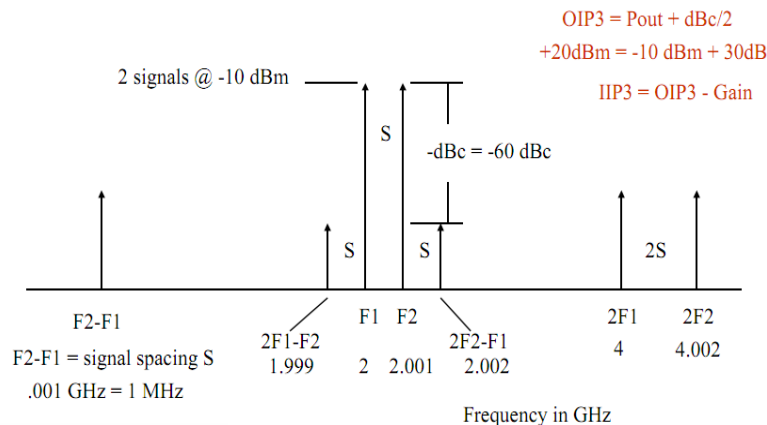 OIP3 = Pout + dBc/2
+20dBm = -10 dBm + 30dB
IIP3 = OIP3 - Gain
2 signals @ -10 dBm
S
-dBc = -60 dBc
S
S
2S
F2-F1
F1
F2
2F1
2F2
2F1-F2
2F2-F1
F2-F1 = signal spacing S
1.999
2
2.001
2.002
4
4.002
.001 GHz = 1 MHz
Frequency in GHz